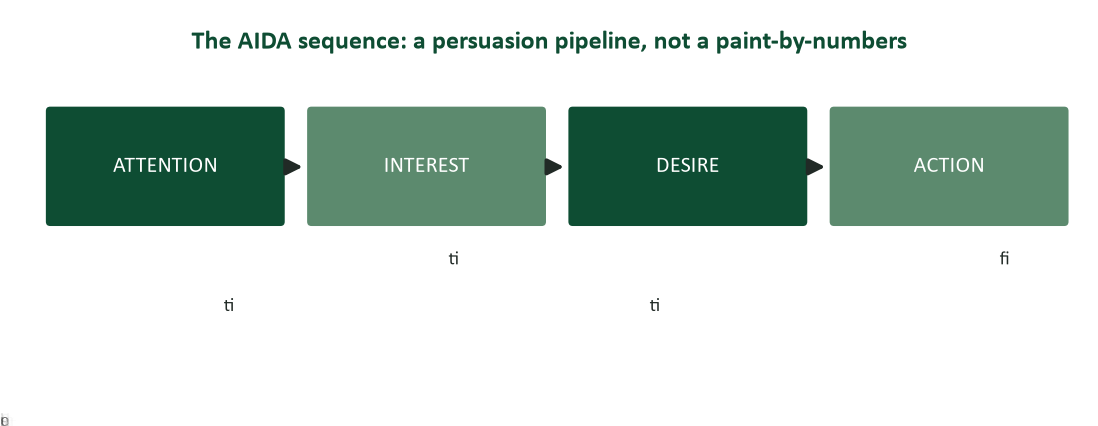 The AIDA sequence: a persuasion pipeline, not a paint-by-numbers
ATTENTION INTEREST DESIRE ACTION
ti fi
ti ti